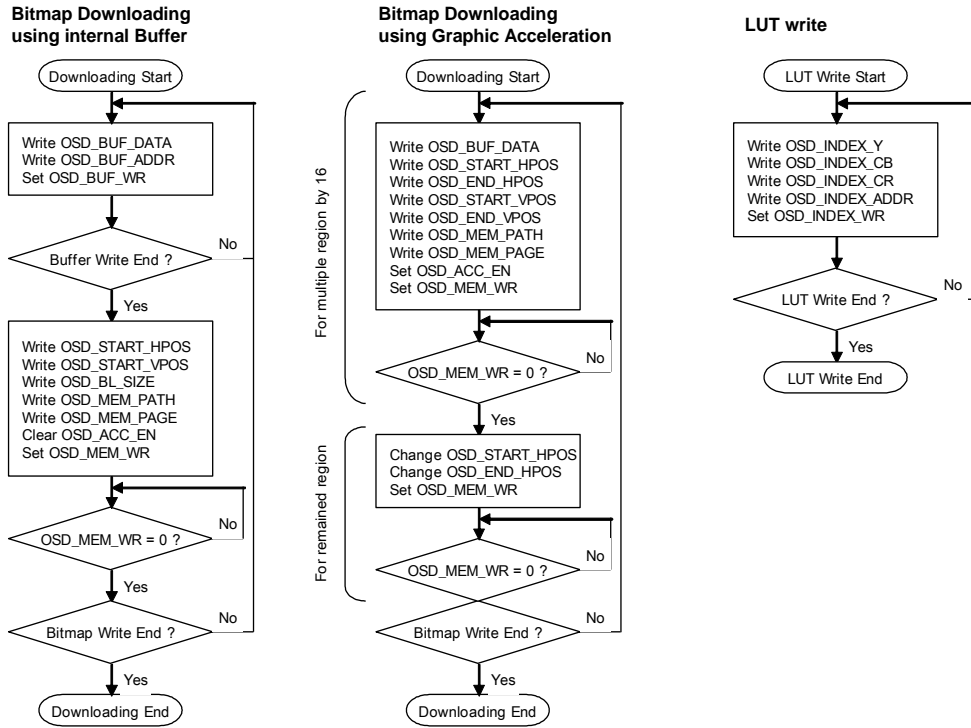 Bitmap Downloading
using internal Buffer
Downloading Start
Write OSD_BUF_DATA
Write OSD_BUF_ADDR
Set OSD_BUF_WR
Buffer Write End ?
No
Yes
Write OSD_START_HPOS
Write OSD_START_VPOS
Write OSD_BL_SIZE
Write OSD_MEM_PATH
Write OSD_MEM_PAGE
Clear OSD_ACC_EN
Set OSD_MEM_WR
OSD_MEM_WR = 0 ?
No
Yes
Bitmap Write End ?
No
Yes
Downloading End
Bitmap Downloading
using Graphic Acceleration
Downloading Start
For multiple region by 16
Write OSD_BUF_DATA
Write OSD_START_HPOS
Write OSD_END_HPOS
Write OSD_START_VPOS
Write OSD_END_VPOS
Write OSD_MEM_PATH
Write OSD_MEM_PAGE
Set OSD_ACC_EN
Set OSD_MEM_WR
OSD_MEM_WR = 0 ?
No
Yes
For remained region
Change OSD_START_HPOS
Change OSD_END_HPOS
Set OSD_MEM_WR
OSD_MEM_WR = 0 ?
No
Bitmap Write End ?
No
Yes
Downloading End
LUT write
LUT Write Start
Write OSD_INDEX_Y
Write OSD_INDEX_CB
Write OSD_INDEX_CR
Write OSD_INDEX_ADDR
Set OSD_INDEX_WR
LUT Write End ?
No
Yes
LUT Write End